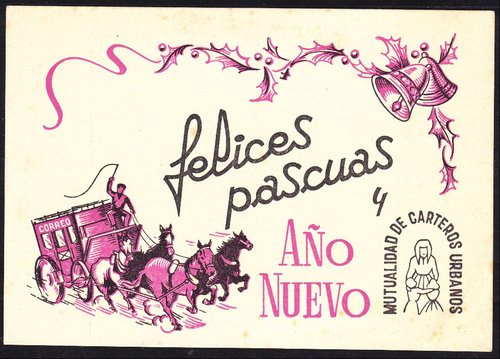 felices
pascuas
y
AÑO
NUEVO
CORREO
MUTUALIDAD DE CARTEROS URBANOS